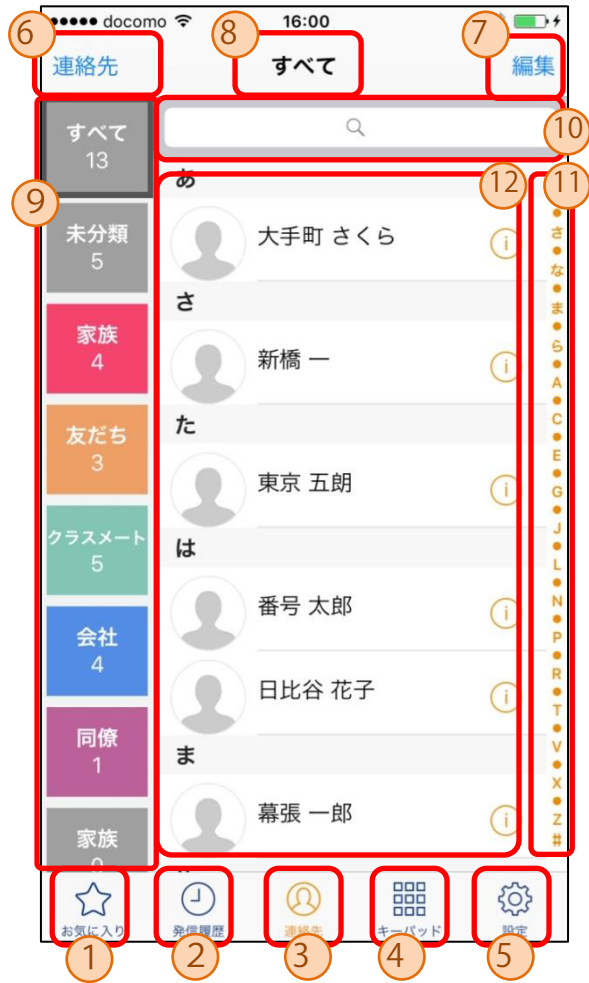 ●●●●● docomo 16:00
6 8 7
連絡先 すべて 編集
9 10 12 11
すべて
13
未分類
5
家族
4
友だち
3
クラスメート
5
会社
4
同僚
1
家族
あ
大手町 さくら
さ
新橋 一
た
東京 五朗
は
番号 太郎
日比谷 花子
ま
幕張 一郎
さ
な
ま
ら
A
C
E
G
J
L
N
P
R
T
V
X
Z
#
お気に入り 発信履歴 連絡先 キーパッド 設定
1 2 3 4 5